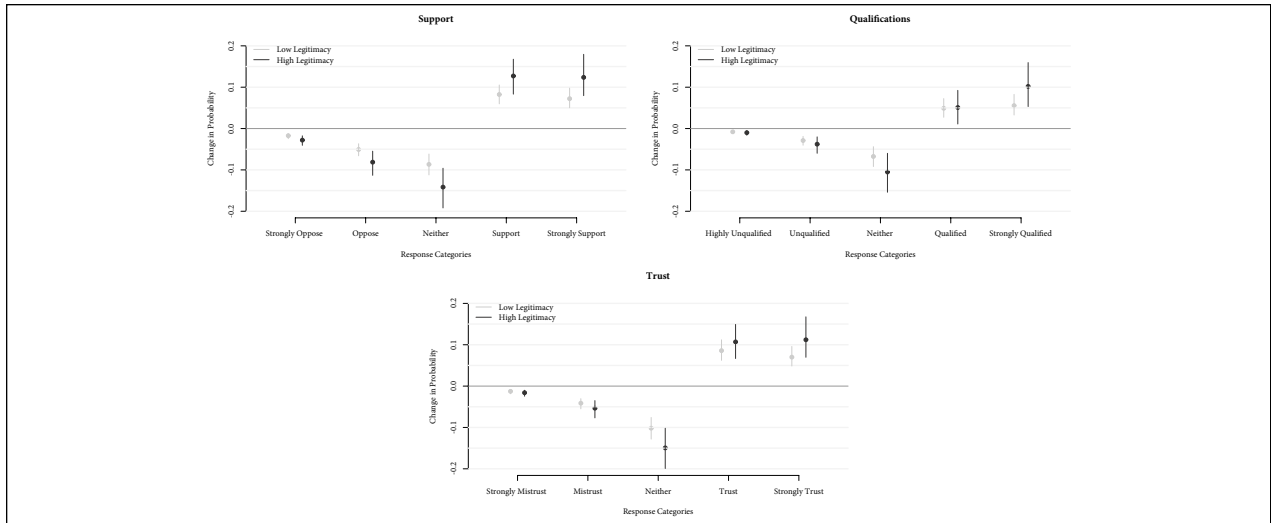 Support
Low Legitimacy
High Legitimacy
Change in Probability
0.2
0.1
0.0
-0.1
-0.2
Strongly Oppose Oppose Neither Support Strongly Support
Response Categories
Qualifications
Low Legitimacy
High Legitimacy
Change in Probability
0.2
0.1
0.0
-0.1
-0.2
Highly Unqualified Unqualified Neither Qualified Strongly Qualified
Response Categories
Trust
Low Legitimacy
High Legitimacy
Change in Probability
0.2
0.1
0.0
-0.1
-0.2
Strongly Mistrust Mistrust Neither Trust Strongly Trust
Response Categories